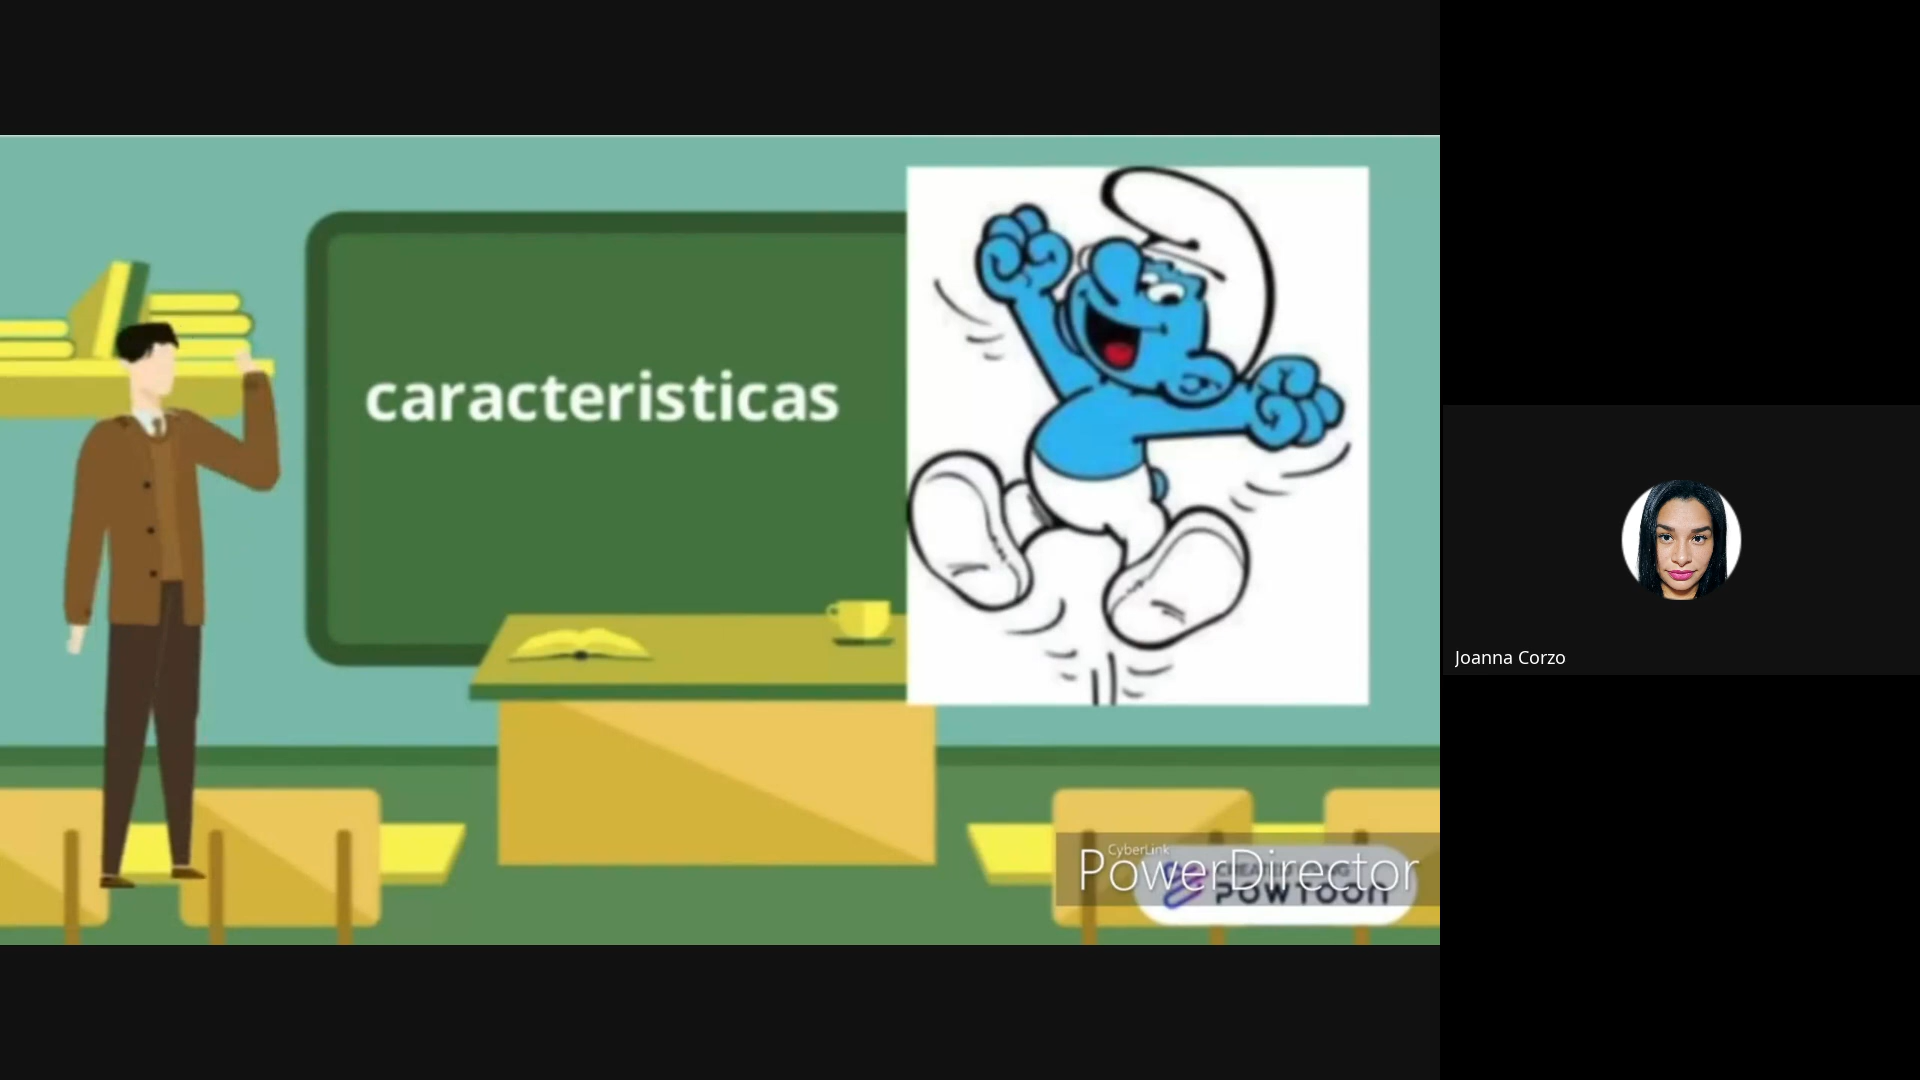 caracteristicas
Joanna Corzo
CyberLink
PowerDirector
POWTOON